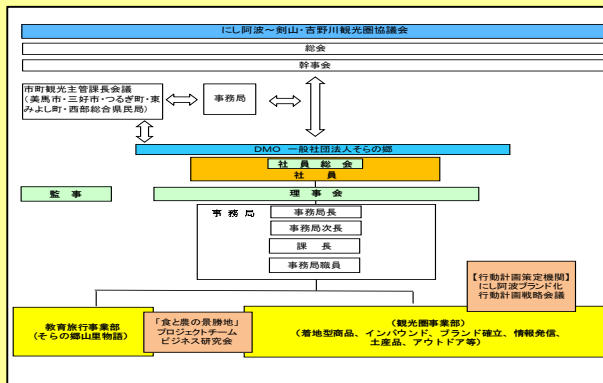 にし阿波～剣山・吉野川観光圏協議会
総会
幹事会
市町観光主管課長会議
（美馬市・三好市・つるぎ町・東
みよし町・西部総合県民局）
事務局
DMO 一般社団法人そらの郷
社員総会
社員
監事
理事会
事務局
事務局長
事務局次長
課長
事務局職員
【行動計画策定機関】
にし阿波ブランド化
行動計画戦略会議
教育旅行事業部
（そらの郷山里物語）
「食と農の景勝地」
プロジェクトチーム
ビジネス研究会
（観光圏事業部）
（着地型商品、インバウンド、ブランド確立、情報発信、
土産品、アウトドア等）